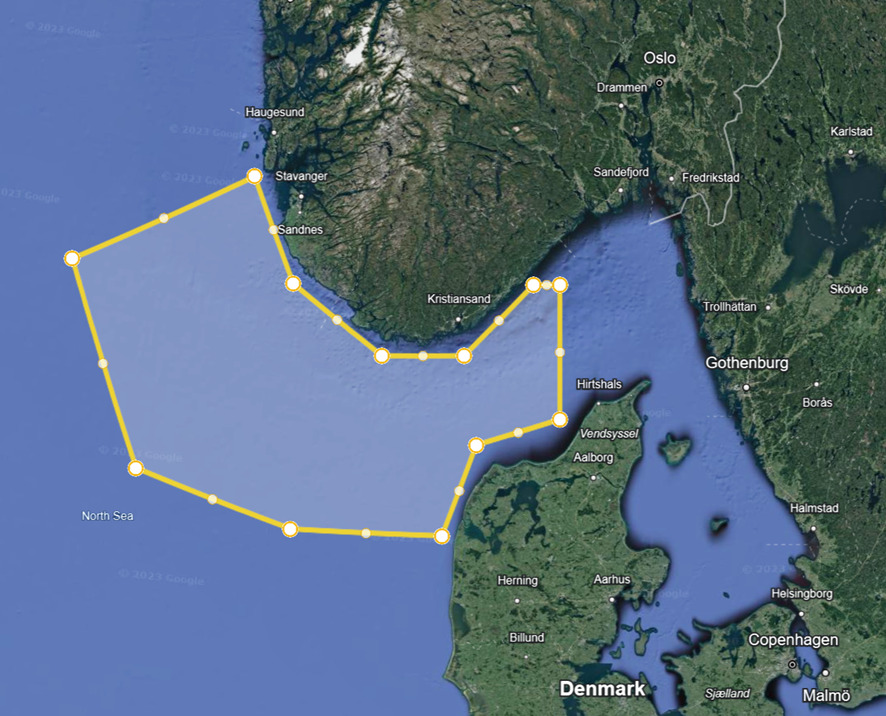 © 2023 Google
Oslo
Drammen
Haugesund
© 2023 Google
Karlstad
Stavanger
© 2023 Google
Sandefjord
Fredrikstad
2023 Google
Sandnes
Kristiansand
Skövde
Trollhättan
Gothenburg
Hirtshals
Borås
Google
Vendsyssel
Aalborg
© 2023 Google
North Sea
Halmstad
© 2023 Google
© 2023
Herning
Aarhus
Helsingborg
Google
Billund
Copenhagen
Denmark
Sjælland
Malmö